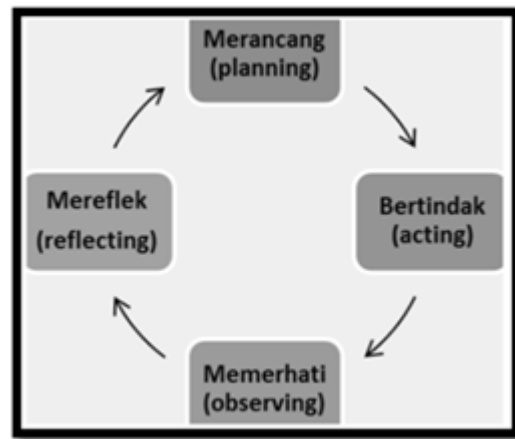 Merancang
(planning)
Bertindak
(acting)
Memerhati
(observing)
Mereflek
(reflecting)